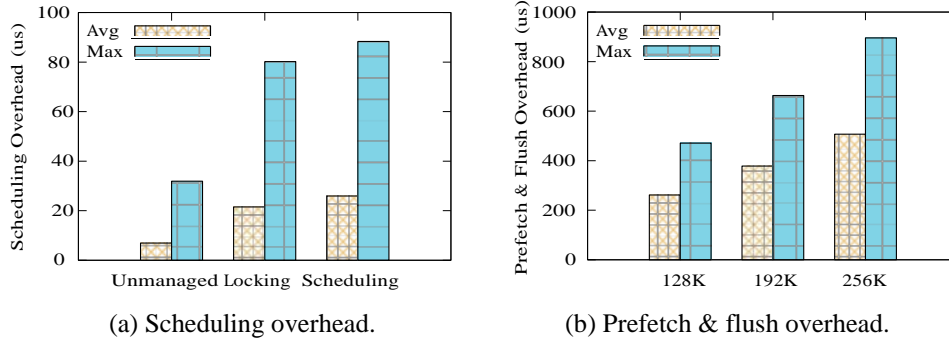 100
80
60
40
20
0
Scheduling Overhead (us)
Avg
Max
Unmanaged Locking Scheduling
(a) Scheduling overhead.
1000
800
600
400
200
0
Prefetch & Flush Overhead (us)
Avg
Max
128K 192K 256K
(b) Prefetch & flush overhead.